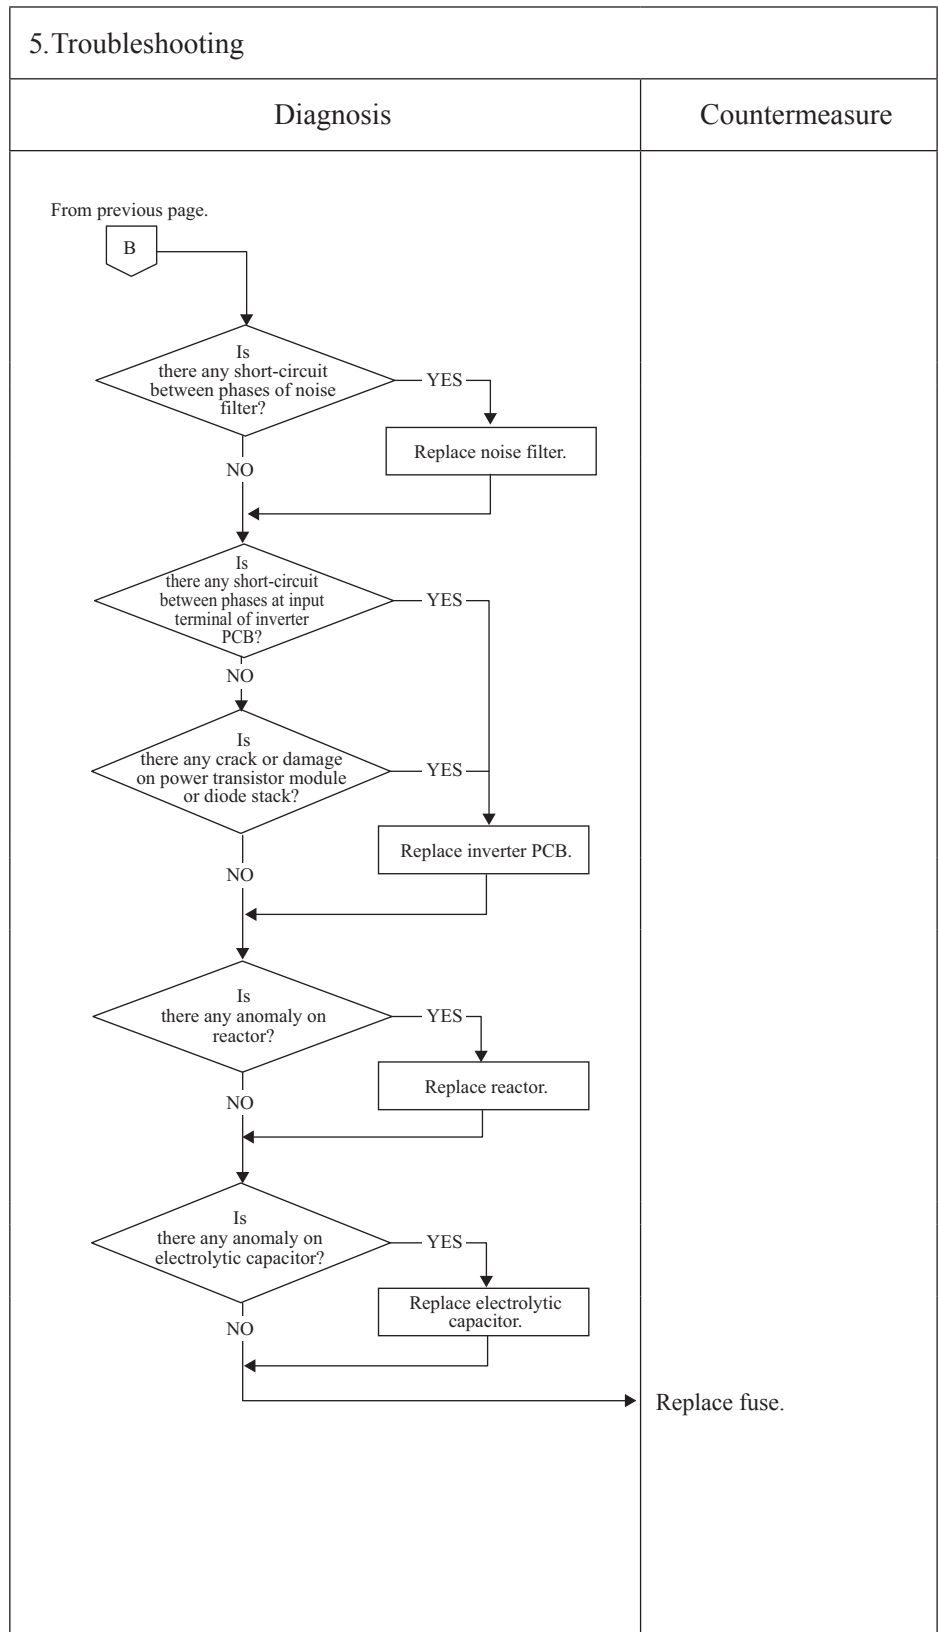 5.Troubleshooting
Diagnosis
Countermeasure
From previous page.
B
Is
there any short-circuit
between phases of noise
filter?
YES
Replace noise filter.
NO
Is
there any short-circuit
between phases at input
terminal of inverter
PCB?
YES
NO
Is
there any crack or damage
on power transistor module
or diode stack?
YES
Replace inverter PCB.
NO
Is
there any anomaly on
reactor?
YES
Replace reactor.
NO
Is
there any anomaly on
electrolytic capacitor?
YES
Replace electrolytic
capacitor.
NO
Replace fuse.